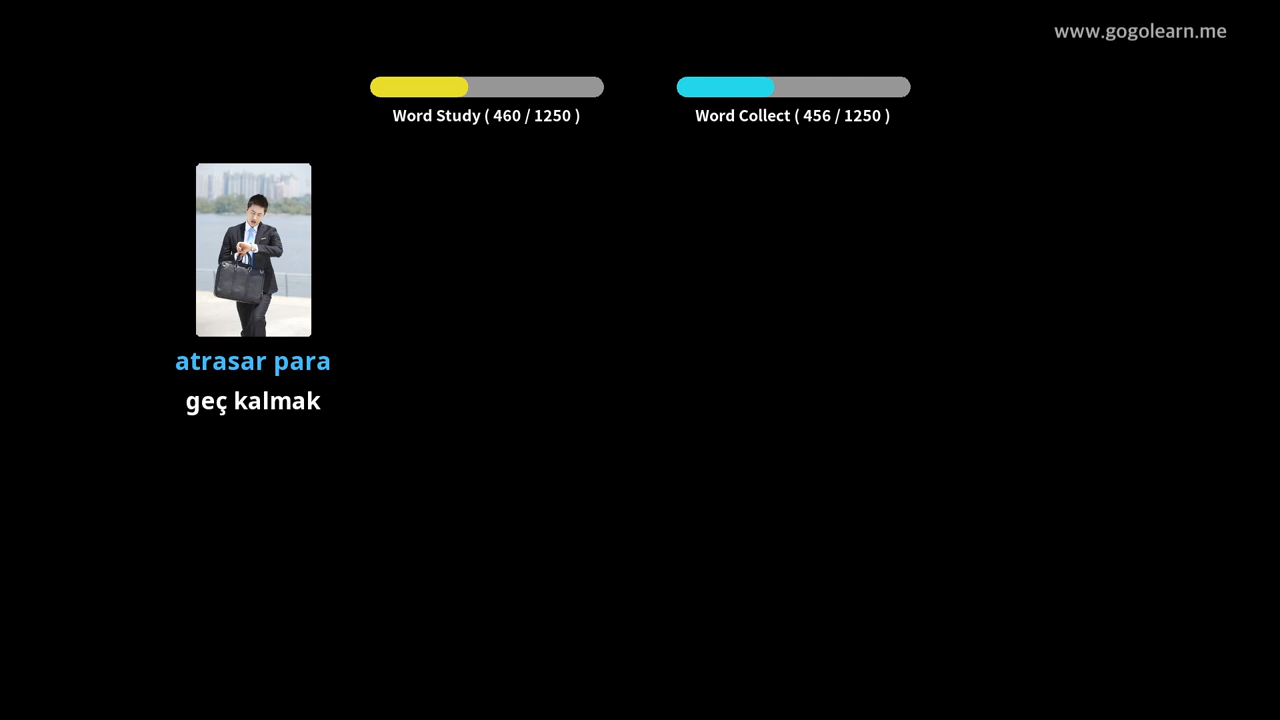 www.gogolearn.me
Word Study ( 460 / 1250 )
Word Collect ( 456 / 1250 )
atrasar para
geç kalmak